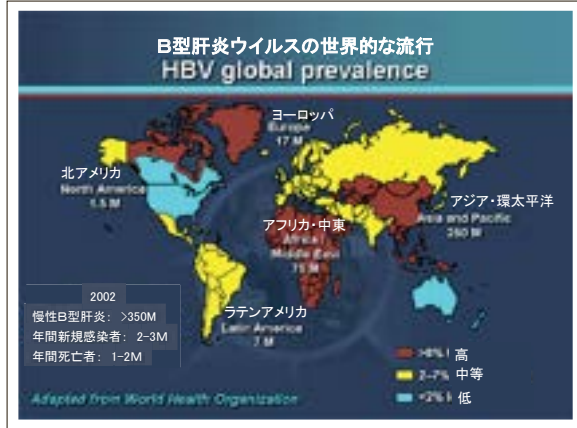 B型肝炎ウイルスの世界的な流行
HBV global prevalence
ヨーロッパ
Europe
17 M
北アメリカ
North America
1.5 M
アジア・環太平洋
Asia and Pacific
アフリカ・中東
Africa
Middle East
ラテンアメリカ
Latin America
7 M
2002
慢性B型肝炎: >350M
年間新規感染者: 2-3M
年間死亡者: 1-2M
高
2-7% 中等
低
Adapted from World Health Organization